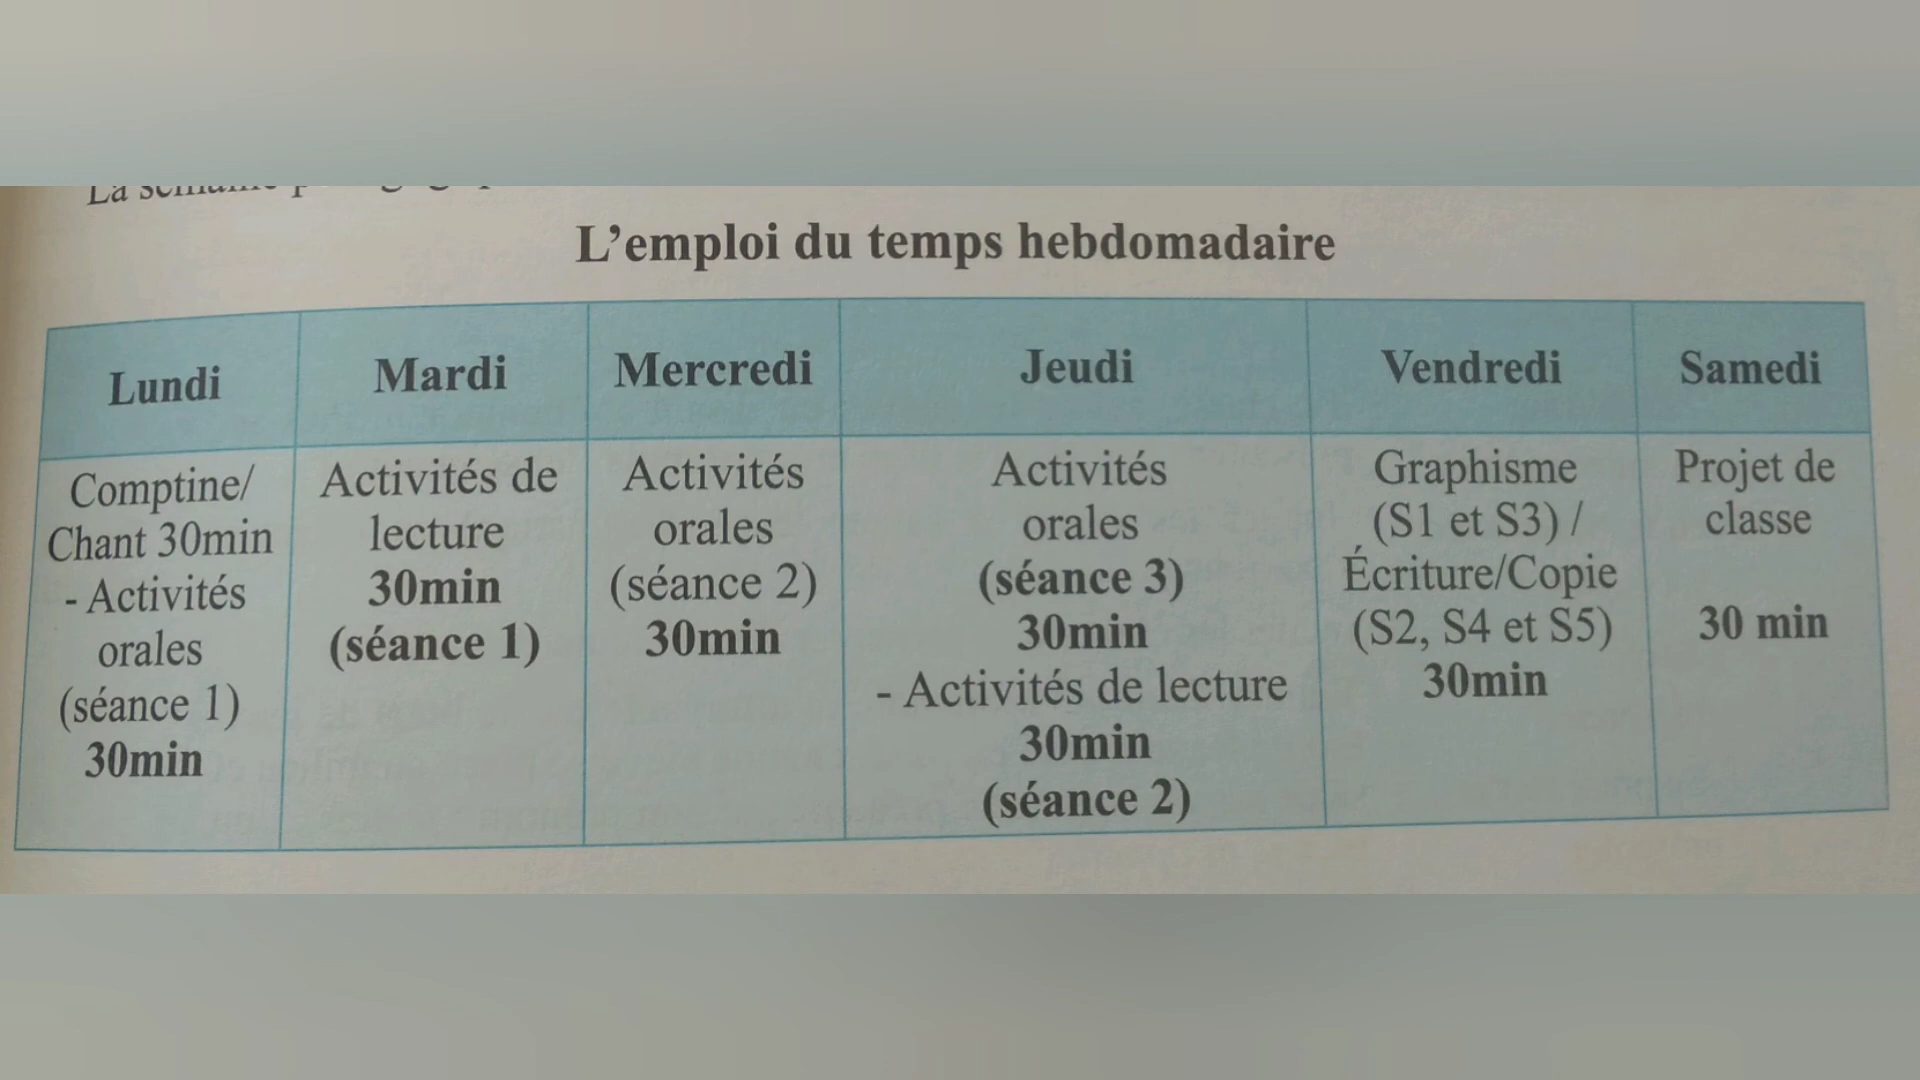 La
L'emploi du temps hebdomadaire
Lundi
Mardi
Mercredi
Jeudi
Vendredi
Samedi
Comptine/
Chant 30min
- Activités
orales
(séance 1)
30min
Activités de
lecture
30min
(séance 1)
Activités
orales
(séance 2)
30min
Activités
orales
(séance 3)
30min
- Activités de lecture
30min
(séance 2)
Graphisme
(S1 et S3) /
Écriture/Copie
(S2, S4 et S5)
30min
Projet de
classe
30 min